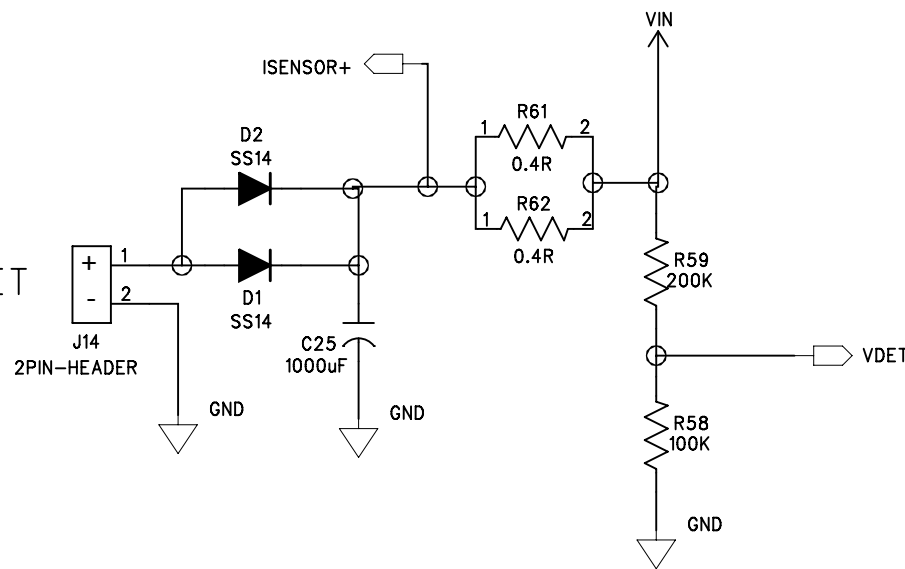 VIN
ISENSOR+
R61
1
2
0.4R
D2
SS14
R62
1
2
0.4R
R59
200K
+
1
-
2
D1
SS14
J14
2PIN-HEADER
C25
1000uF
VDET
GND
GND
R58
100K
GND